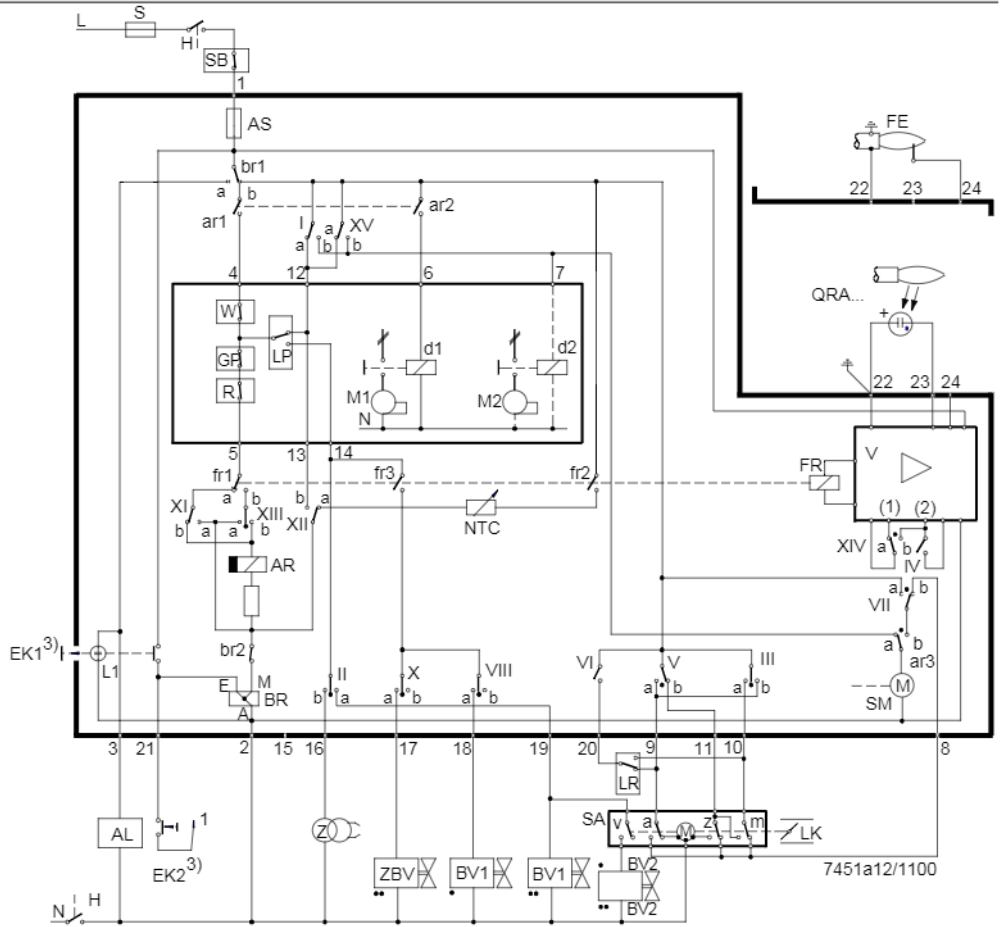 L S
H
SB
1
AS
FE
br1
22 23 24
a b
ar1 ar2
I a XV
a b b
4 12 6 7
QRA...
W
+
LP
d1 d2
GP
22 23 24
R
M1 M2
N
V
5 13 14
fr1 fr3 fr2
FR
a b b a
XI XIII XII
NTC
(1) (2)
b a a b
XIV a b
IV
AR
a b
VII
EK1 3)
L1
br2
a b
ar3
E M
BR
A
II X VIII
VI V III
M
SM
b a a b a b
a b a b
3 21 2 15 16 17 18 19 20 9 11 10 8
LR
AL
1
EK2 3)
Z
SA v a M z m
LK
7451a12/1100
ZBV BV1 BV1 BV2
BV2
N H